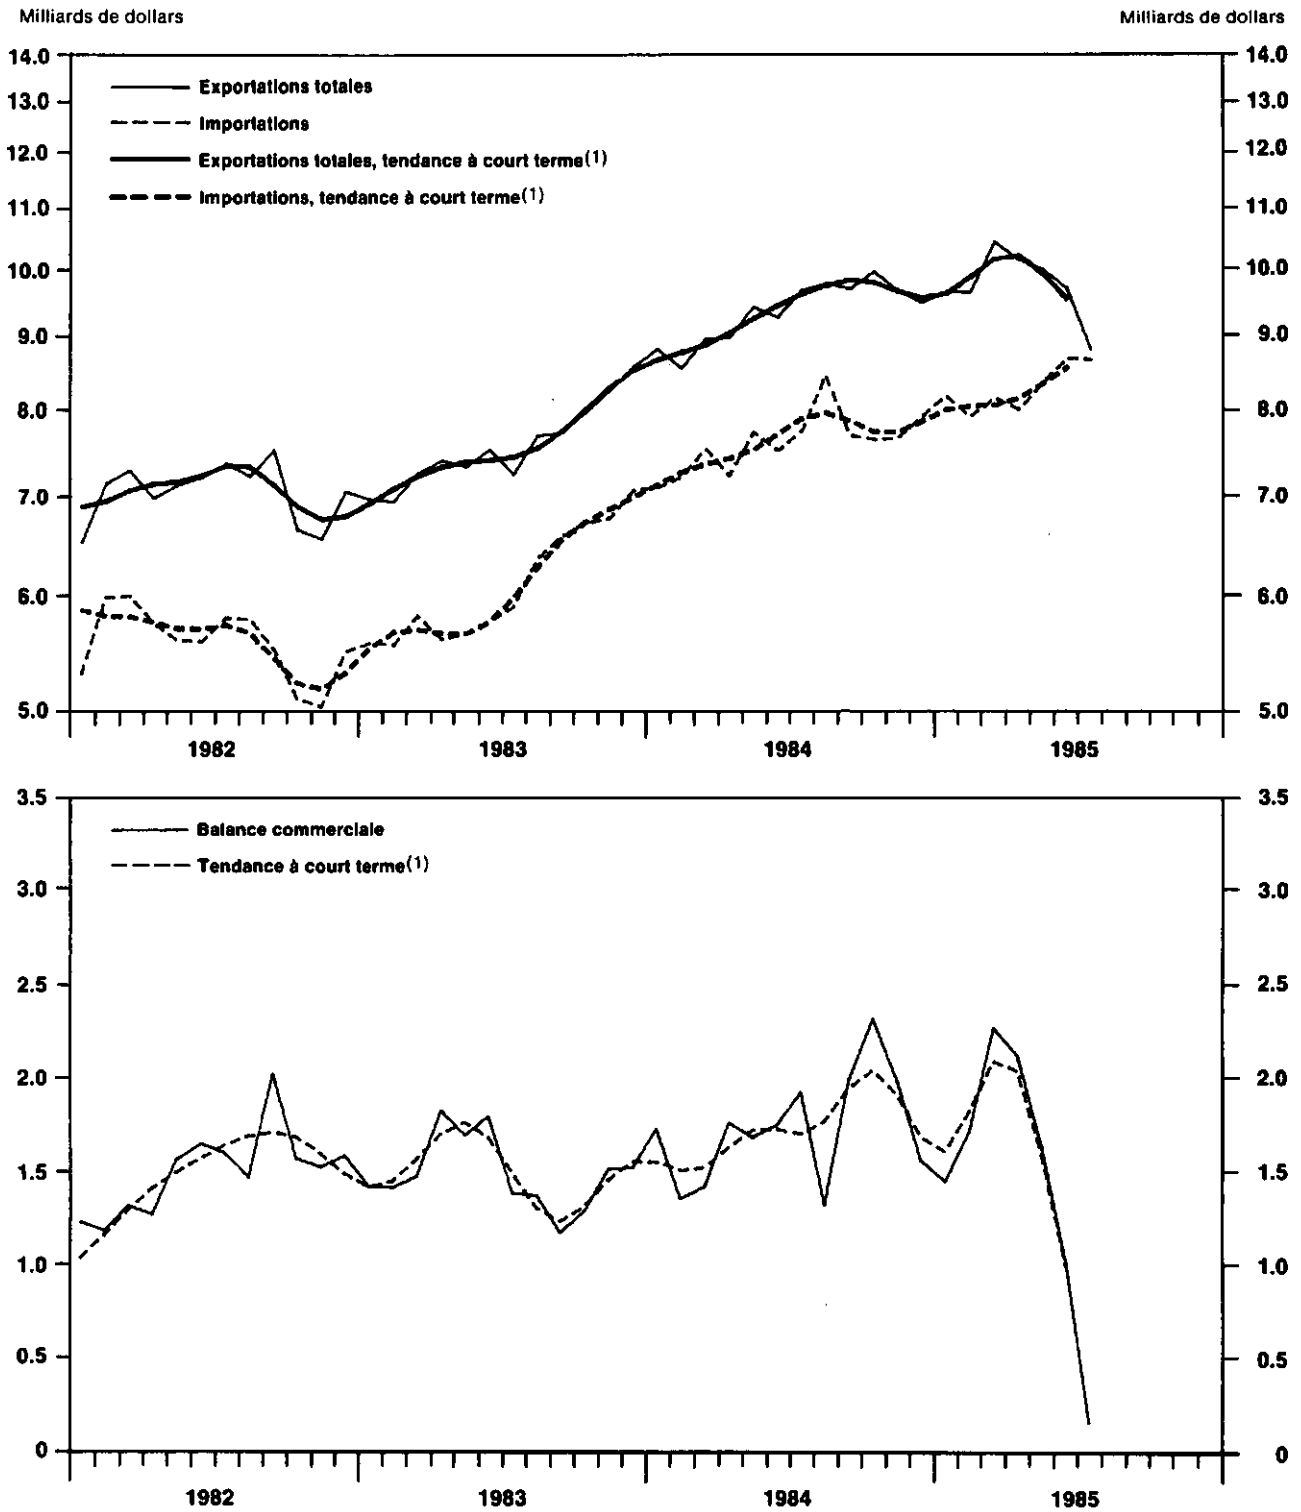 Milliards de dollars Milliards de dollars
14.0 14.0
Exportations totales
13.0 13.0
Importations
12.0 12.0
Exportations totales, tendance à court terme(1)
Importations, tendance à court terme(1)
11.0 11.0
10.0 10.0
9.0 9.0
8.0 8.0
7.0 7.0
6.0 6.0
5.0 5.0
1982 1983 1984 1985
3.5 3.5
Balance commerciale
Tendance à court terme(1)
3.0 3.0
2.5 2.5
2.0 2.0
1.5 1.5
1.0 1.0
0.5 0.5
0 0
1982 1983 1984 1985